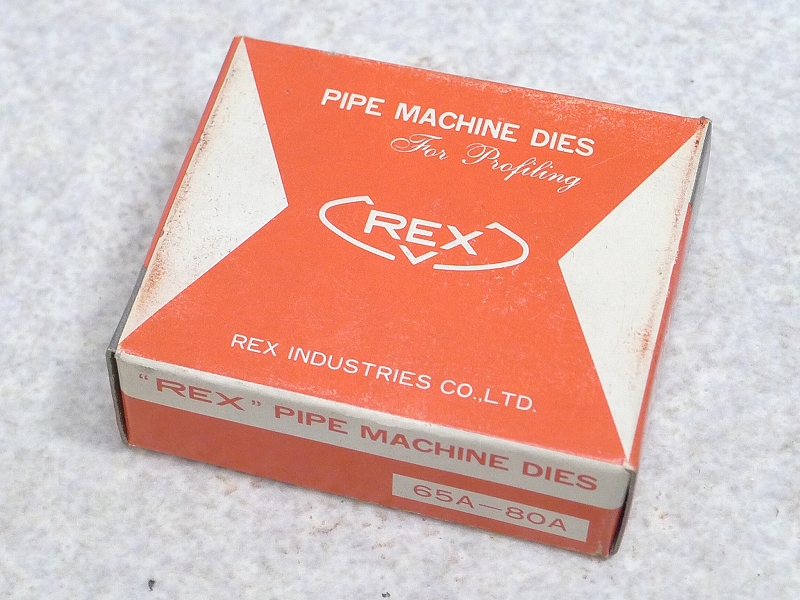 PIPE MACHINE DIES
For Profiling
REX
REX INDUSTRIES CO.,LTD.
“REX” PIPE MACHINE DIES
65A—80A